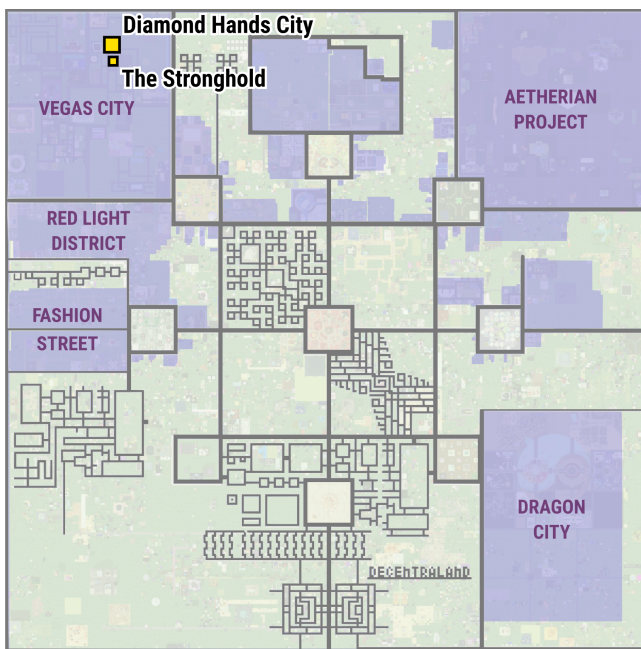 Diamond Hands City
The Stronghold
VEGAS CITY
AETHERIAN
PROJECT
RED LIGHT
DISTRICT
FASHION
STREET
DRAGON
CITY
DECENTRALAND